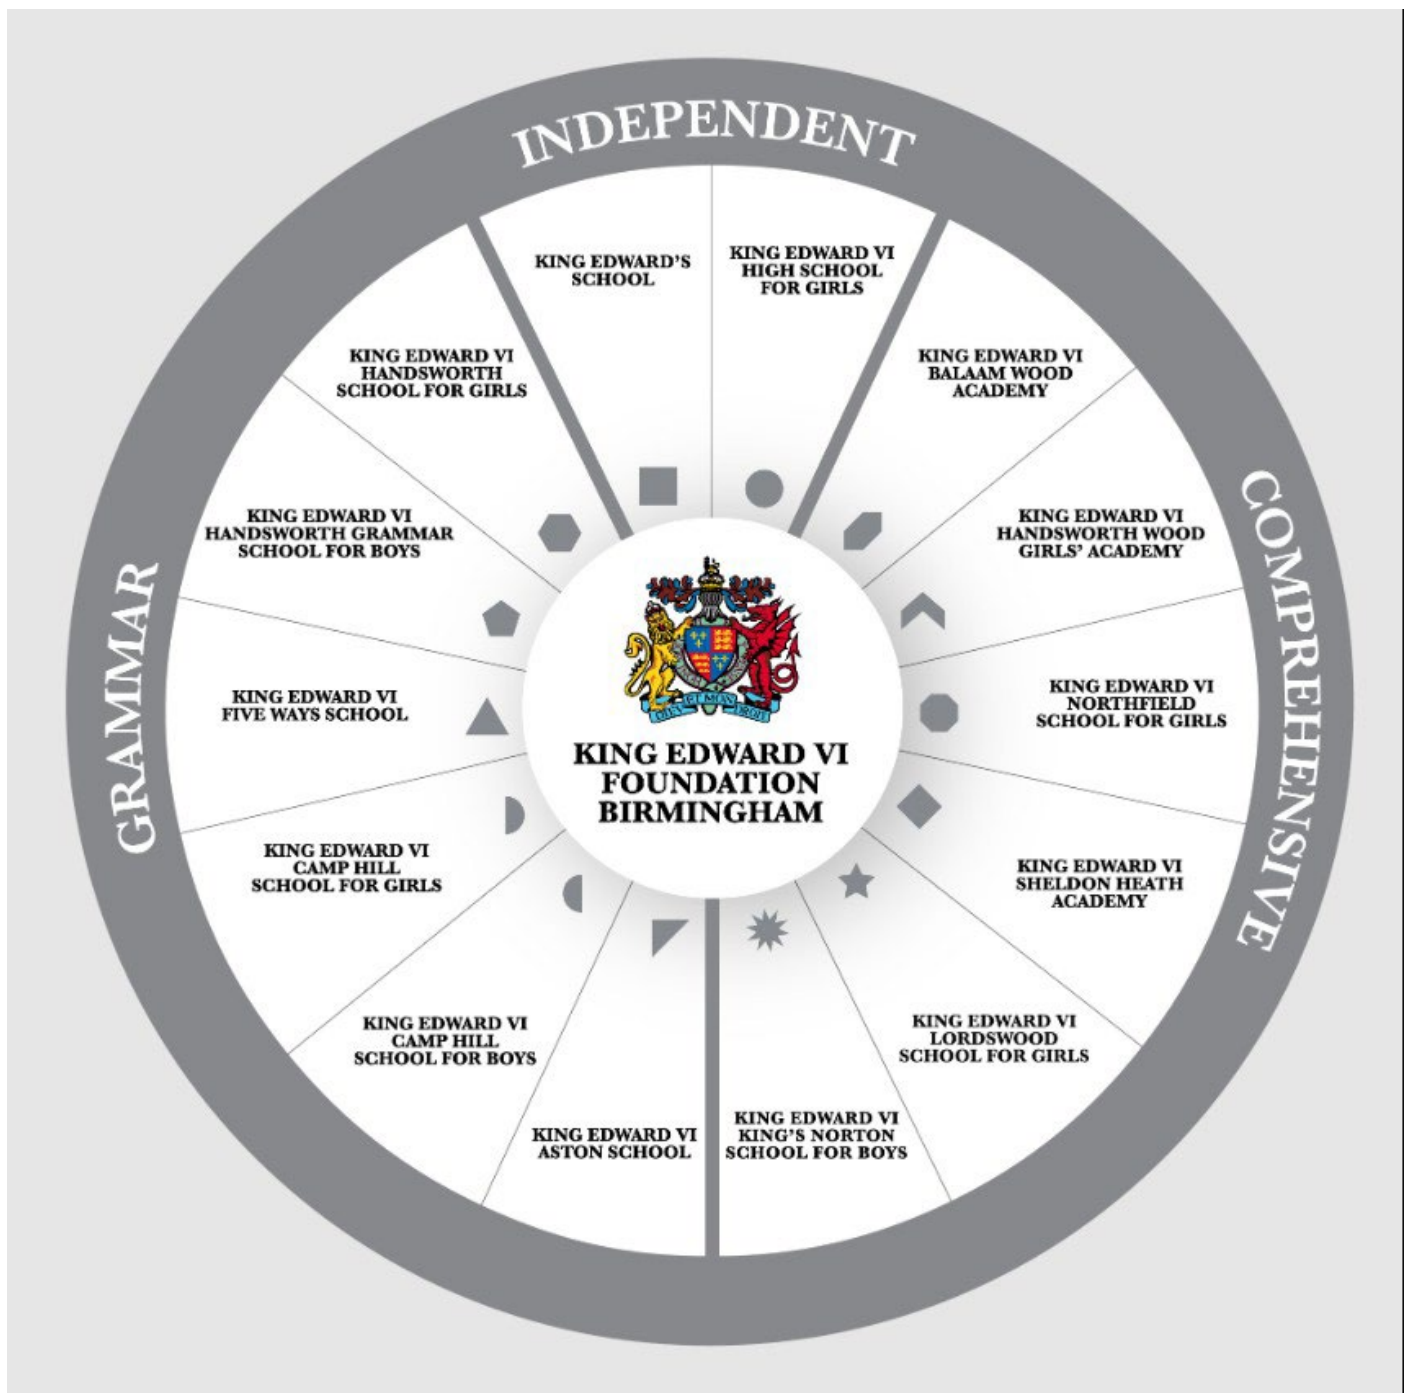 INDEPENDENT
KING EDWARD'S
SCHOOL
KING EDWARD VI
HIGH SCHOOL
FOR GIRLS
COMPREHENSIVE
KING EDWARD VI
BALAAM WOOD
ACADEMY
KING EDWARD VI
HANDSWORTH WOOD
GIRLS' ACADEMY
KING EDWARD VI
NORTHFIELD
SCHOOL FOR GIRLS
KING EDWARD VI
SHELDON HEATH
ACADEMY
KING EDWARD VI
LORDSWOOD
SCHOOL FOR GIRLS
KING EDWARD VI
KING'S NORTON
SCHOOL FOR BOYS
GRAMMAR
KING EDWARD VI
ASTON SCHOOL
KING EDWARD VI
CAMP HILL
SCHOOL FOR BOYS
KING EDWARD VI
CAMP HILL
SCHOOL FOR GIRLS
KING EDWARD VI
FIVE WAYS SCHOOL
KING EDWARD VI
HANDSWORTH GRAMMAR
SCHOOL FOR BOYS
KING EDWARD VI
HANDSWORTH
SCHOOL FOR GIRLS
DIEV ET MON DROIT
KING EDWARD VI
FOUNDATION
BIRMINGHAM